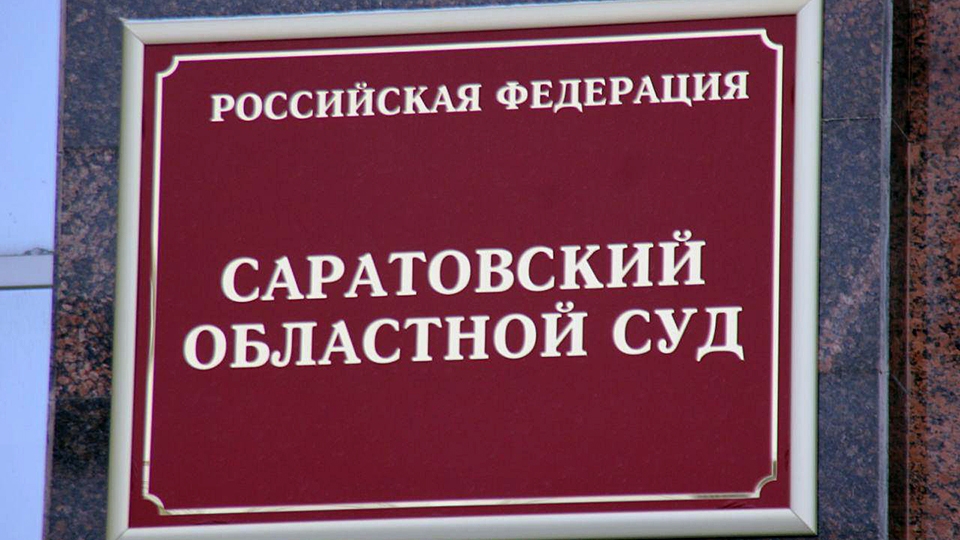 РОССИЙСКАЯ ФЕДЕРАЦИЯ
САРАТОВСКИЙ
ОБЛАСТНОЙ СУД